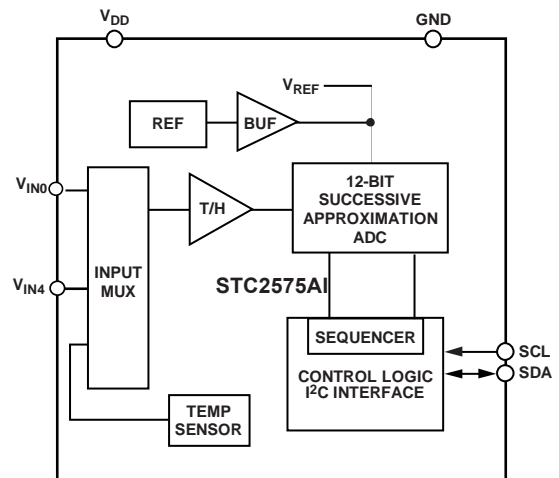 VDD
GND
VREF
REF
BUF
VIN0
T/H
12-BIT
SUCCESSIVE
APPROXIMATION
ADC
INPUT
MUX
VIN4
STC2575AI
SEQUENCER
SCL
CONTROL LOGIC
I²C INTERFACE
SDA
TEMP
SENSOR